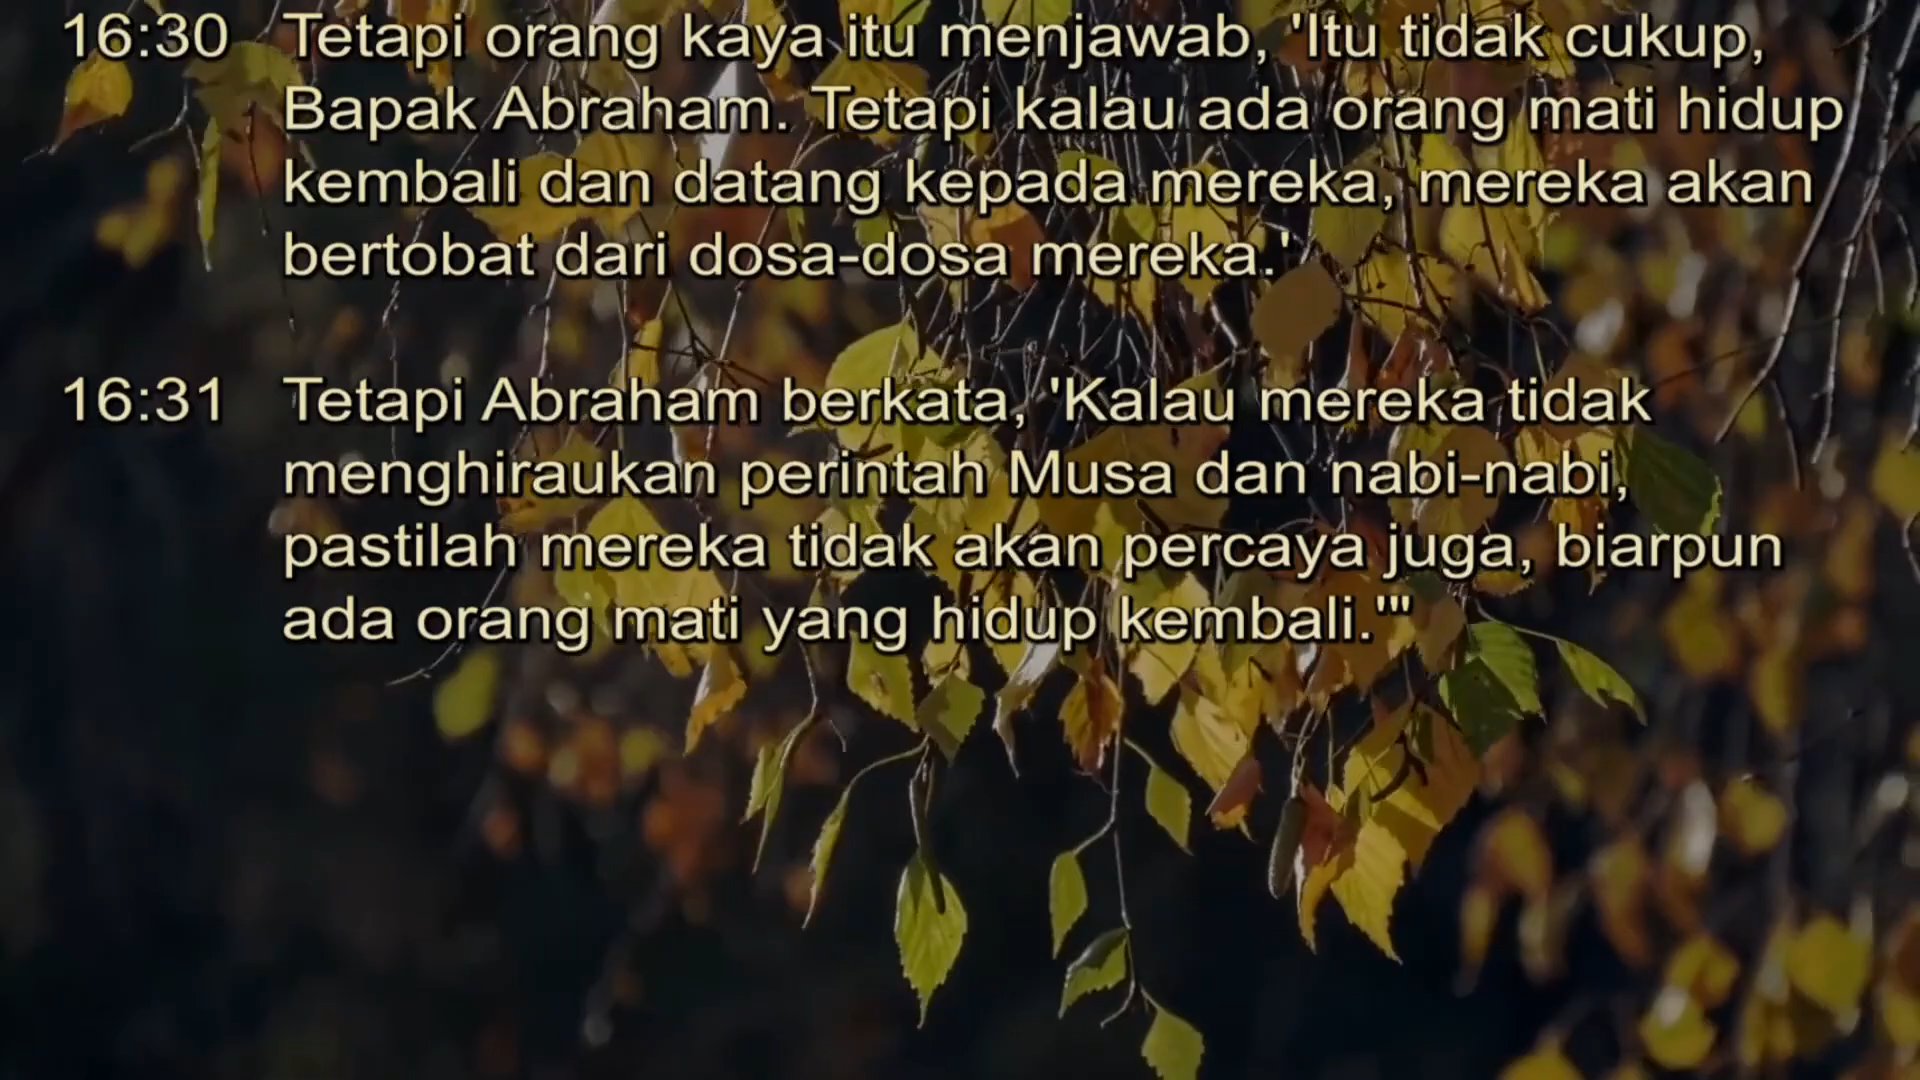 16:30 Tetapi orang kaya itu menjawab, 'Itu tidak cukup,
Bapak Abraham. Tetapi kalau ada orang mati hidup
kembali dan datang kepada mereka, mereka akan
bertobat dari dosa-dosa mereka.'
16:31 Tetapi Abraham berkata, 'Kalau mereka tidak
menghiraukan perintah Musa dan nabi-nabi,
pastilah mereka tidak akan percaya juga, biarpun
ada orang mati yang hidup kembali.'"